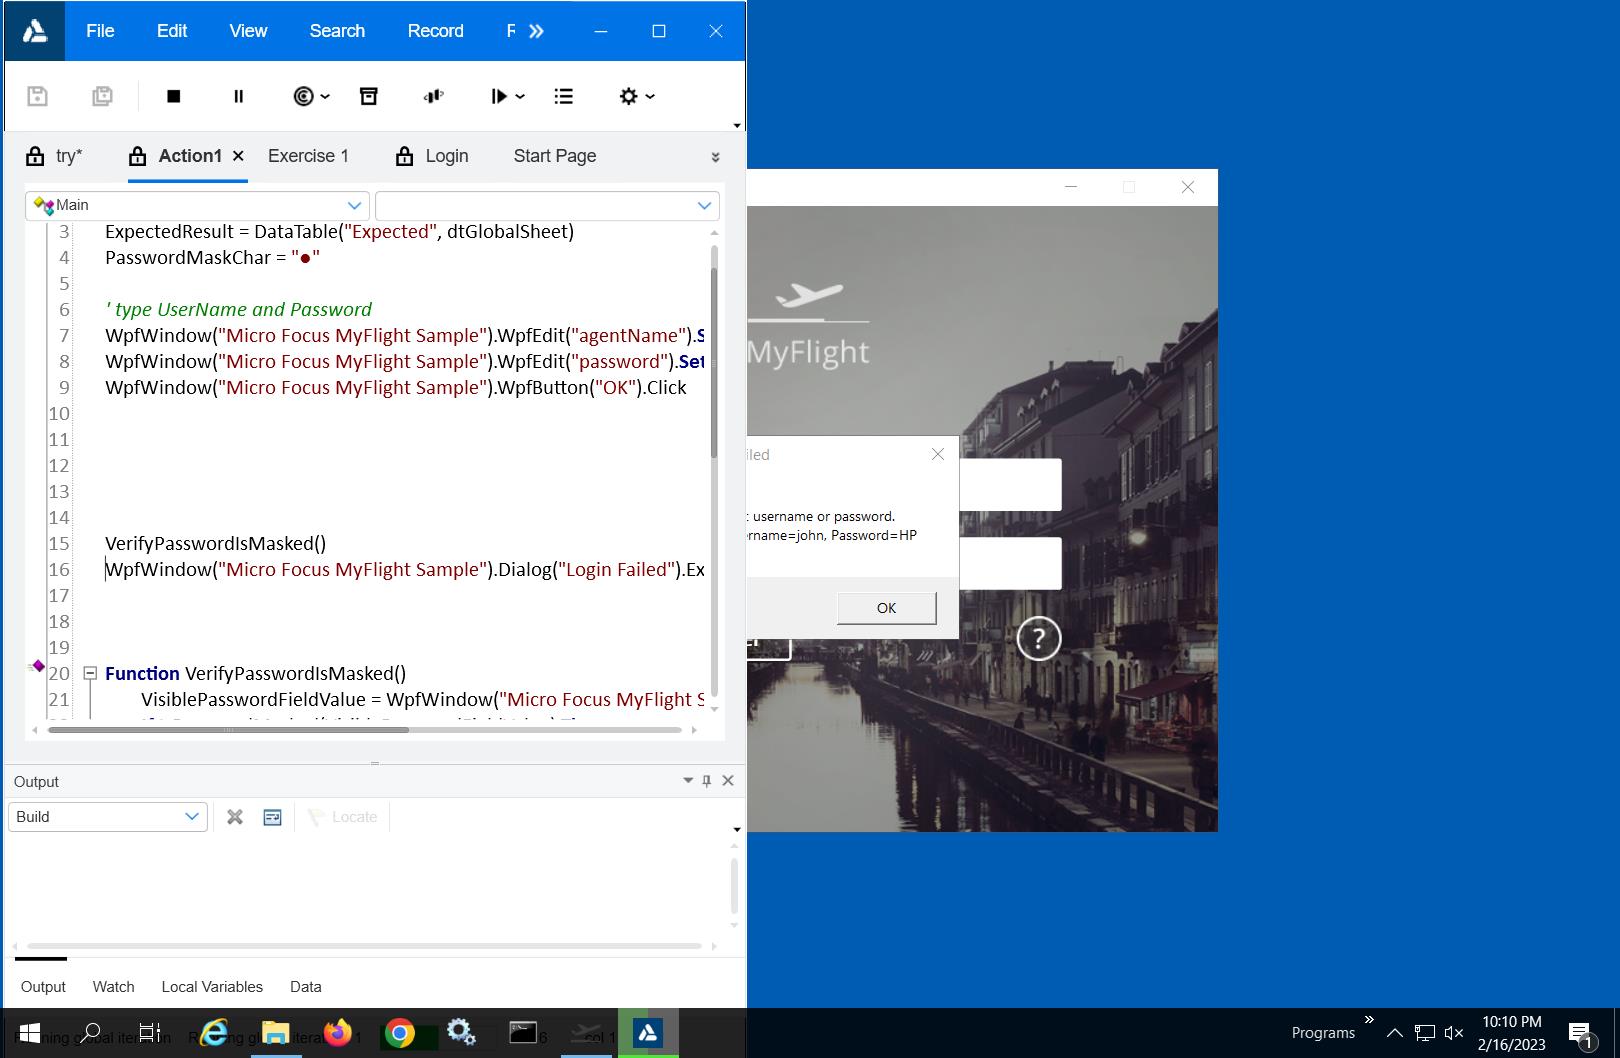 File Edit View Search Record
try* Action1 Exercise 1 Login Start Page
Main
3 ExpectedResult = DataTable("Expected", dtGlobalSheet)
4 PasswordMaskChar = "●"
5
6 ' type UserName and Password
7 WpfWindow("Micro Focus MyFlight Sample").WpfEdit("agentName").S
8 WpfWindow("Micro Focus MyFlight Sample").WpfEdit("password").Set
9 WpfWindow("Micro Focus MyFlight Sample").WpfButton("OK").Click
10
11
12
13
14
15 VerifyPasswordIsMasked()
16 WpfWindow("Micro Focus MyFlight Sample").Dialog("Login Failed").Ex
17
18
19
20 Function VerifyPasswordIsMasked()
21 VisiblePasswordFieldValue = WpfWindow("Micro Focus MyFlight S
Output
Build Locate
Output Watch Local Variables Data
MyFlight
iled
username or password.
ername=john, Password=HP
OK
?
Programs
10:10 PM
2/16/2023
1